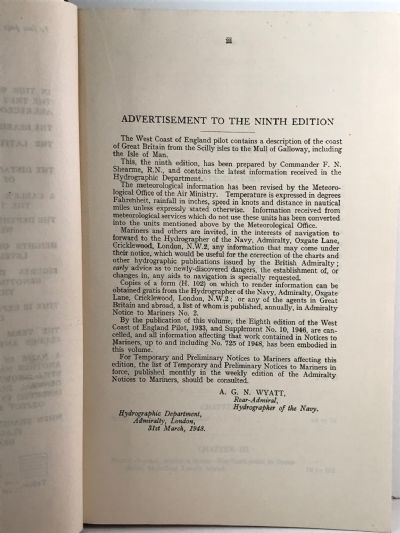 iii
ADVERTISEMENT TO THE NINTH EDITION
The West Coast of England pilot contains a description of the coast
of Great Britain from the Scilly isles to the Mull of Galloway, including
the Isle of Man.
This, the ninth edition, has been prepared by Commander F. N.
Shearme, R.N., and contains the latest information received in the
Hydrographic Department.
The meteorological information has been revised by the Meteoro-
logical Office of the Air Ministry. Temperature is expressed in degrees
Fahrenheit, rainfall in inches, speed in knots and distance in nautical
miles unless expressly stated otherwise. Information received from
meteorological services which do not use these units has been converted
into the units mentioned above by the Meteorological Office.
Mariners and others are invited, in the interests of navigation to
forward to the Hydrographer of the Navy, Admiralty, Oxgate Lane,
Cricklewood, London, N.W.2, any information that may come under
their notice, which would be useful for the correction of the charts and
other hydrographic publications issued by the British Admiralty;
early advice as to newly-discovered dangers, the establishment of, or
changes in, any aids to navigation is specially requested.
Copies of a form (H. 102) on which to render information can be
obtained gratis from the Hydrographer of the Navy, Admiralty, Oxgate
Lane, Cricklewood, London, N.W.2; or any of the agents in Great
Britain and abroad, a list of whom is published, annually, in Admiralty
Notice to Mariners No. 2.
By the publication of this volume, the Eighth edition of the West
Coast of England Pilot, 1933, and Supplement No. 10, 1946, are can-
celled, and all information affecting that work contained in Notices to
Mariners, up to and including No. 725 of 1948, has been embodied in
this volume.
For Temporary and Preliminary Notices to Mariners affecting this
edition, the list of Temporary and Preliminary Notices to Mariners in
force, published monthly in the weekly edition of the Admiralty
Notices to Mariners, should be consulted.
A. G. N. WYATT,
Rear-Admiral,
Hydrographer of the Navy.
Hydrographic Department,
Admiralty, London,
31st March, 1948.